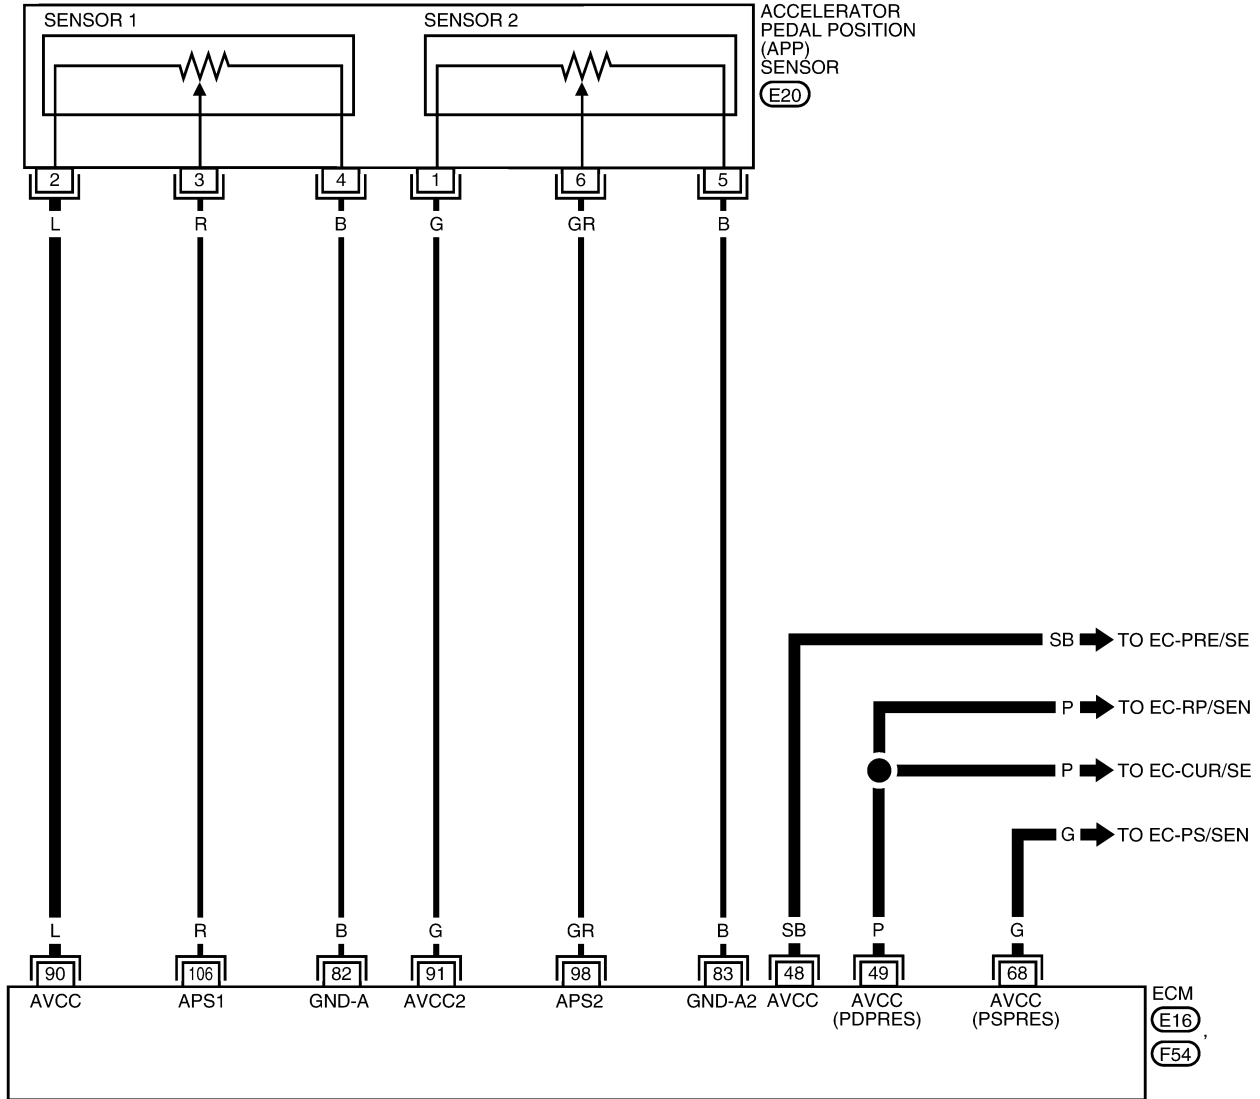 SENSOR 1
SENSOR 2
ACCELERATOR
PEDAL POSITION
(APP)
SENSOR
E20
2 3 4 1 6 5
L R B G GR B
SB TO EC-PRE/SE
P TO EC-RP/SEN
P TO EC-CUR/SE
G TO EC-PS/SEN
L R B G GR B SB P G
90 106 82 91 98 83 48 49 68
AVCC APS1 GND-A AVCC2 APS2 GND-A2 AVCC AVCC AVCC
(PDPRES) (PSPRES)
ECM
E16 ,
F54